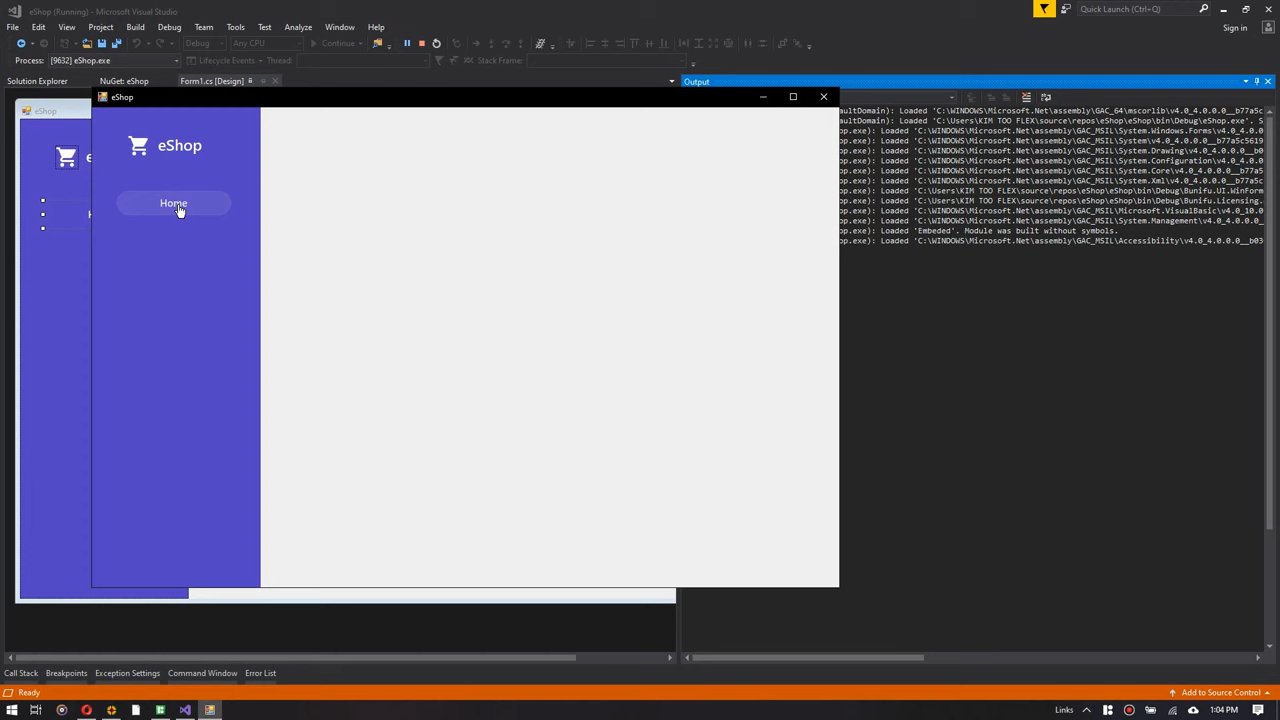 eShop (Running) - Microsoft Visual Studio
Quick Launch (Ctrl+Q)
File Edit View Project Build Debug Team Tools Test Analyze Window Help
Sign in
Debug Any CPU Continue
Process: [9632] eShop.exe Lifecycle Events Thread: Stack Frame:
Solution Explorer NuGet: eShop Form1.cs [Design]
Output
eShop
eShop
eShop
Home
aultDomain): Loaded 'C:\WINDOWS\Microsoft.Net\assembly\GAC_64\mscorlib\v4.0_4.0.0.0__b77a5c
aultDomain): Loaded 'C:\Users\KIM TOO FLEX\source\repos\eShop\eShop\bin\Debug\eShop.exe'. S
op.exe): Loaded 'C:\WINDOWS\Microsoft.Net\assembly\GAC_MSIL\System.Windows.Forms\v4.0_4.0.0
op.exe): Loaded 'C:\WINDOWS\Microsoft.Net\assembly\GAC_MSIL\System\v4.0_4.0.0.0__b77a5c5619
op.exe): Loaded 'C:\WINDOWS\Microsoft.Net\assembly\GAC_MSIL\System.Drawing\v4.0_4.0.0.0__b0
op.exe): Loaded 'C:\WINDOWS\Microsoft.Net\assembly\GAC_MSIL\System.Configuration\v4.0_4.0.0
op.exe): Loaded 'C:\WINDOWS\Microsoft.Net\assembly\GAC_MSIL\System.Core\v4.0_4.0.0.0__b77a5
op.exe): Loaded 'C:\WINDOWS\Microsoft.Net\assembly\GAC_MSIL\System.Xml\v4.0_4.0.0.0__b77a5c
op.exe): Loaded 'C:\Users\KIM TOO FLEX\source\repos\eShop\eShop\bin\Debug\Bunifu.UI.WinForm
op.exe): Loaded 'C:\Users\KIM TOO FLEX\source\repos\eShop\eShop\bin\Debug\Bunifu.Licensing.
op.exe): Loaded 'C:\WINDOWS\Microsoft.Net\assembly\GAC_MSIL\Microsoft.VisualBasic\v4.0_10.0
op.exe): Loaded 'C:\WINDOWS\Microsoft.Net\assembly\GAC_MSIL\System.Management\v4.0_4.0.0.0_
op.exe): Loaded 'Embeded'. Module was built without symbols.
op.exe): Loaded 'C:\WINDOWS\Microsoft.Net\assembly\GAC_MSIL\Accessibility\v4.0_4.0.0.0__b03
Call Stack Breakpoints Exception Settings Command Window Error List
Ready
Add to Source Control
Links
1:04 PM